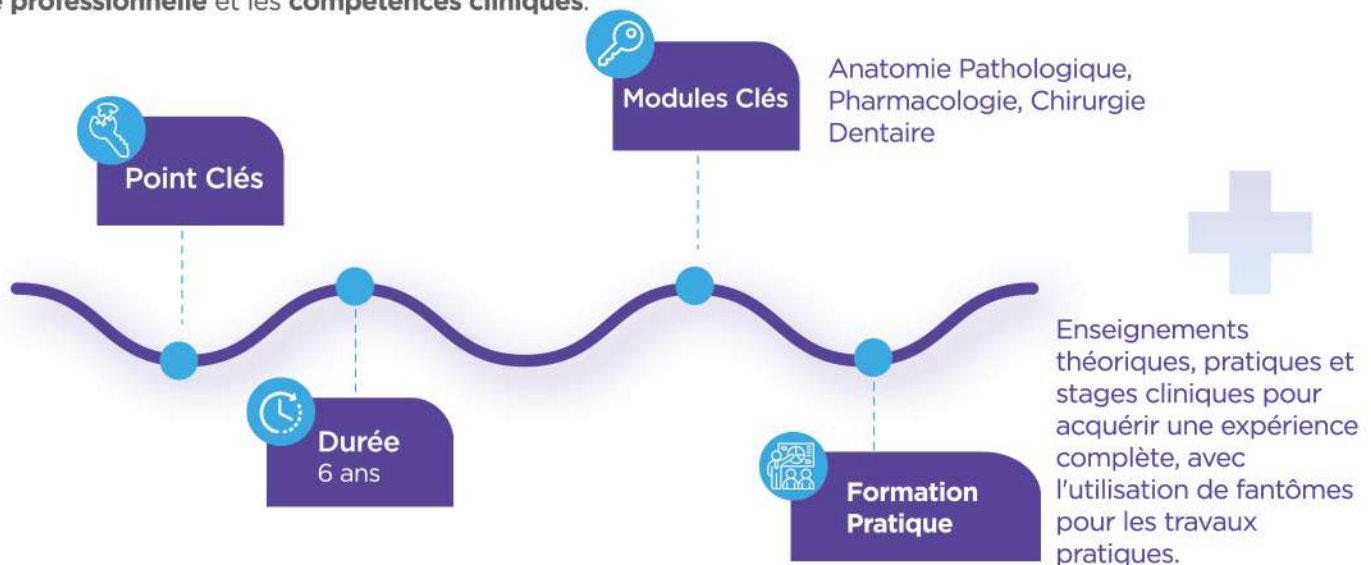 professionnelle et les compétences cliniques.
Point Clés
Durée
6 ans
Modules Clés
Anatomie Pathologique,
Pharmacologie, Chirurgie
Dentaire
Formation
Pratique
Enseignements
théoriques, pratiques et
stages cliniques pour
acquérir une expérience
complète, avec
l'utilisation de fantômes
pour les travaux
pratiques.